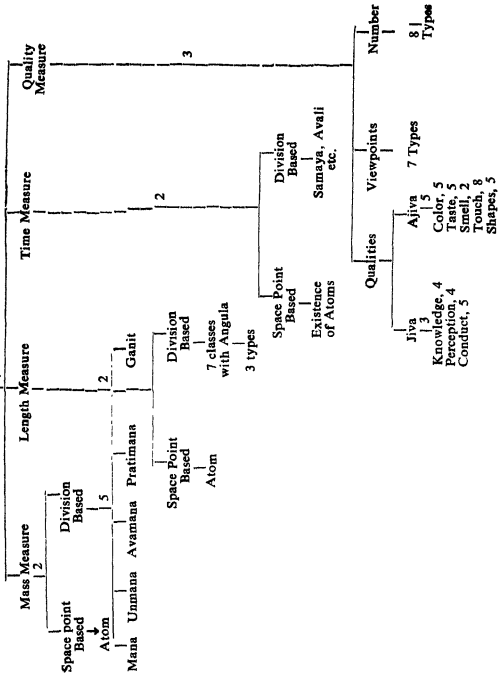 Mass Measure
Length Measure
Time Measure
Quality
Measure
2
2
2
3
Space point
Based
Division
Based
Atom
5
Mana
Unmana
Avamana
Pratimana
Ganit
Space Point
Based
Division
Based
Atom
7 classes
with Angula
3 types
Space Point
Based
Division
Based
Existence
of Atoms
Samaya, Avali
etc.
Qualities
Viewpoints
Number
7 Types
8
Types
Jiva
Ajiva
3
5
Knowledge, 4
Perception, 4
Conduct, 5
Color, 5
Taste, 5
Smell, 2
Touch, 8
Shapes, 5